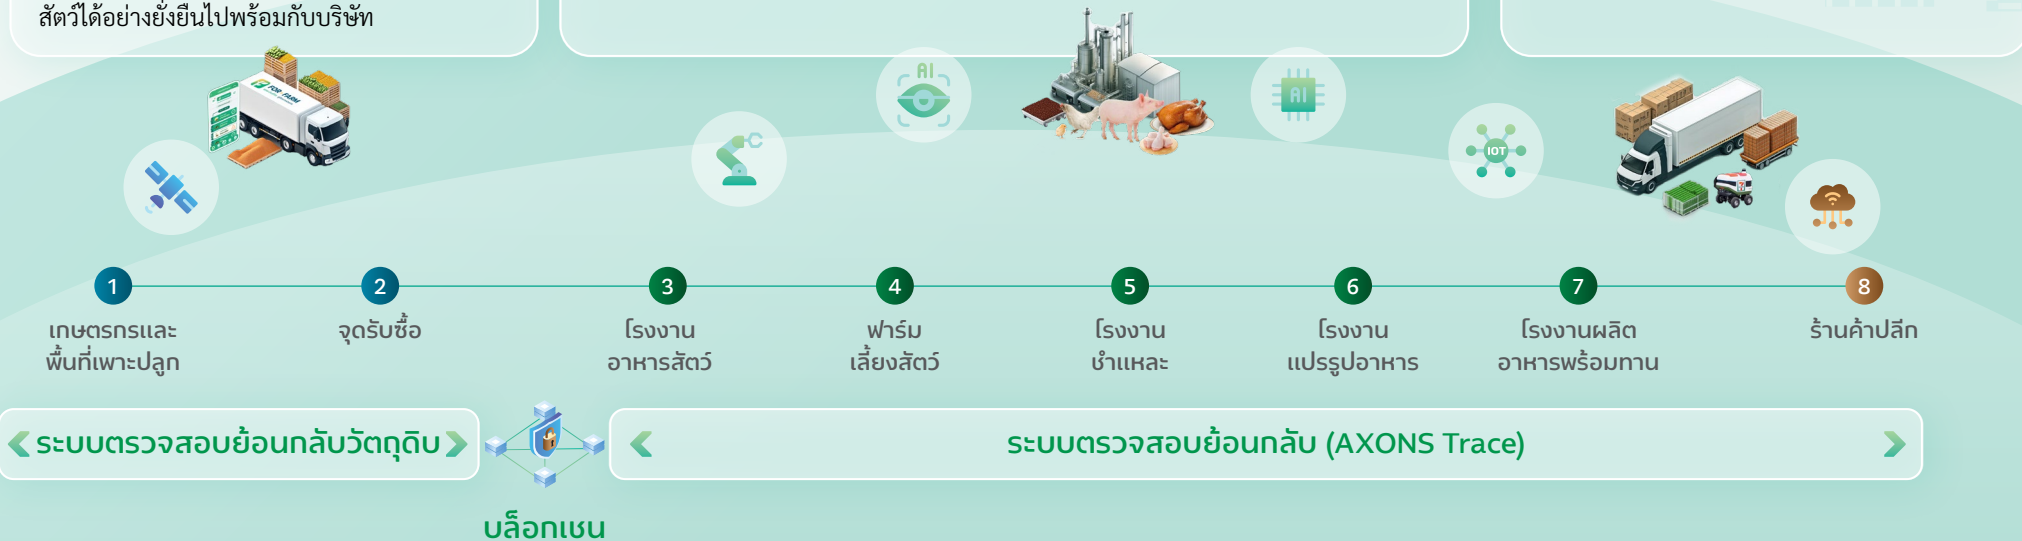 สัตว์ได้อย่างยั่งยืนไปพร้อมกับบริษัท
FOR FARM
AI
AI
IOT
1
2
3
4
5
6
7
8
เกษตรกรและ
พื้นที่เพาะปลูก
จุดรับซื้อ
โรงงาน
อาหารสัตว์
ฟาร์ม
เลี้ยงสัตว์
โรงงาน
ชำแหละ
โรงงาน
แปรรูปอาหาร
โรงงานผลิต
อาหารพร้อมทาน
ร้านค้าปลีก
ระบบตรวจสอบย้อนกลับวัตถุดิบ
ระบบตรวจสอบย้อนกลับ (AXONS Trace)
บล็อกเชน